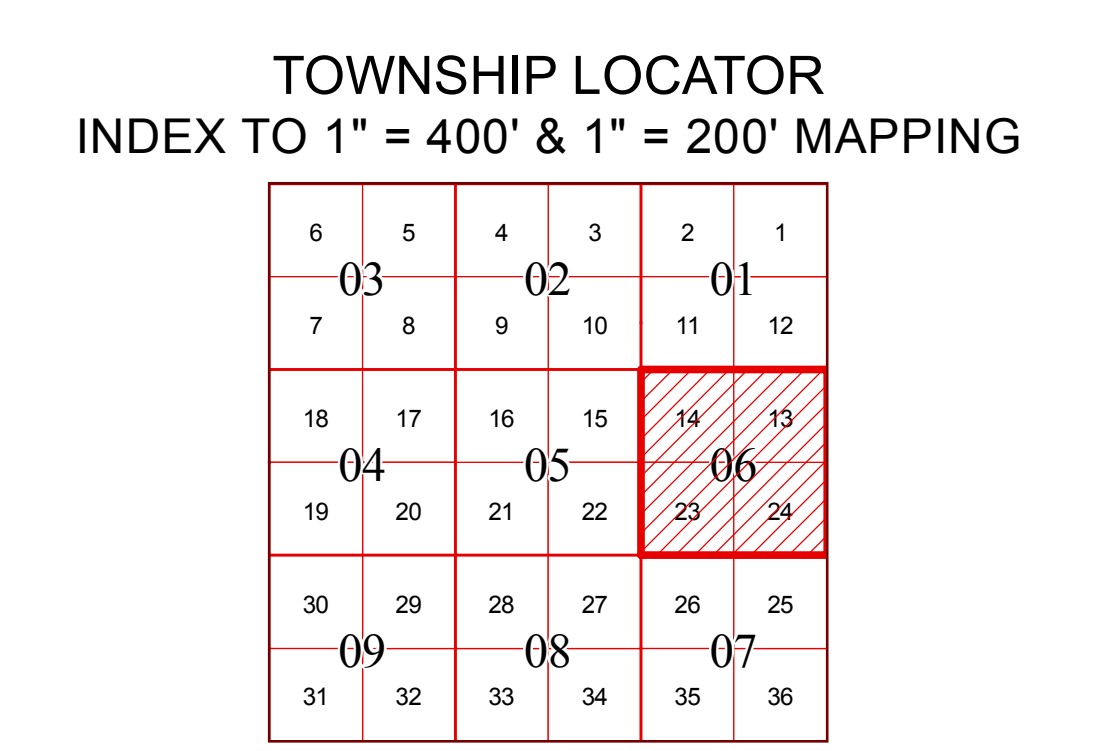 TOWNSHIP LOCATOR
INDEX TO 1" = 400' & 1" = 200' MAPPING
6 5 4 3 2 1
03 02 01
7 8 9 10 11 12
18 17 16 15 14 13
04 05 06
19 20 21 22 23 24
30 29 28 27 26 25
09 08 07
31 32 33 34 35 36